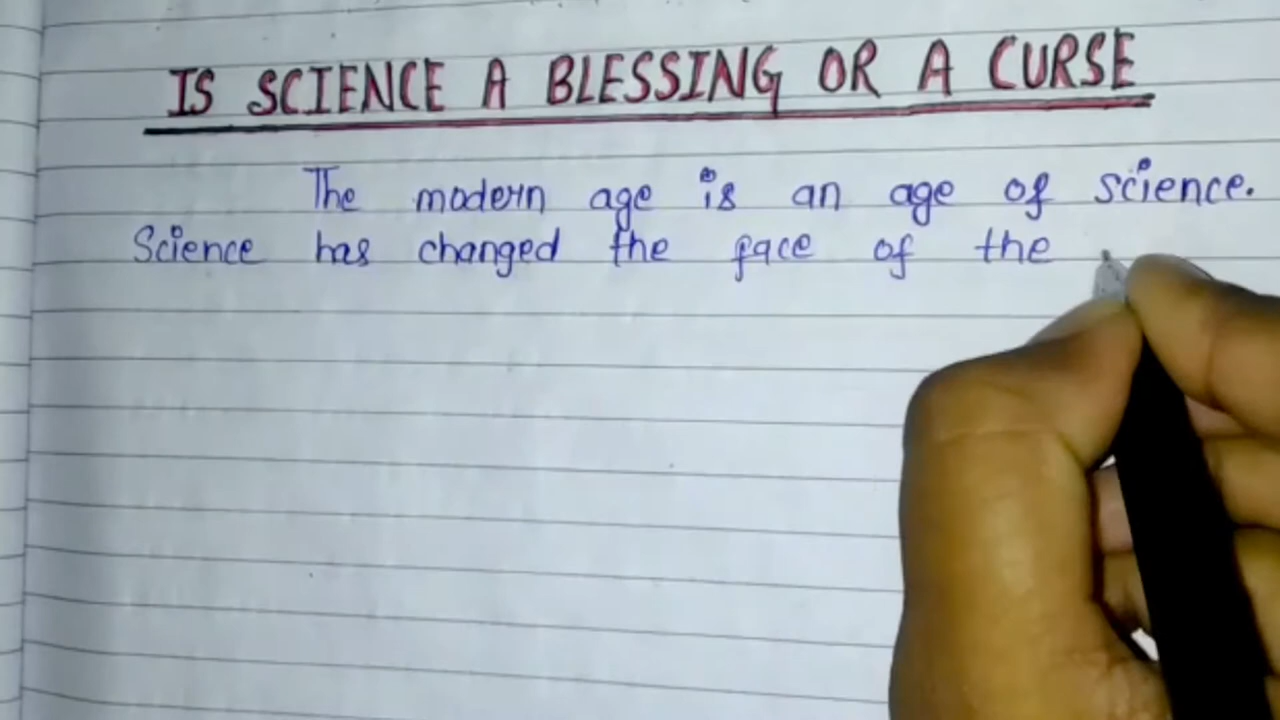 IS SCIENCE A BLESSING OR A CURSE
The modern age is an age of science.
Science has changed the face of the